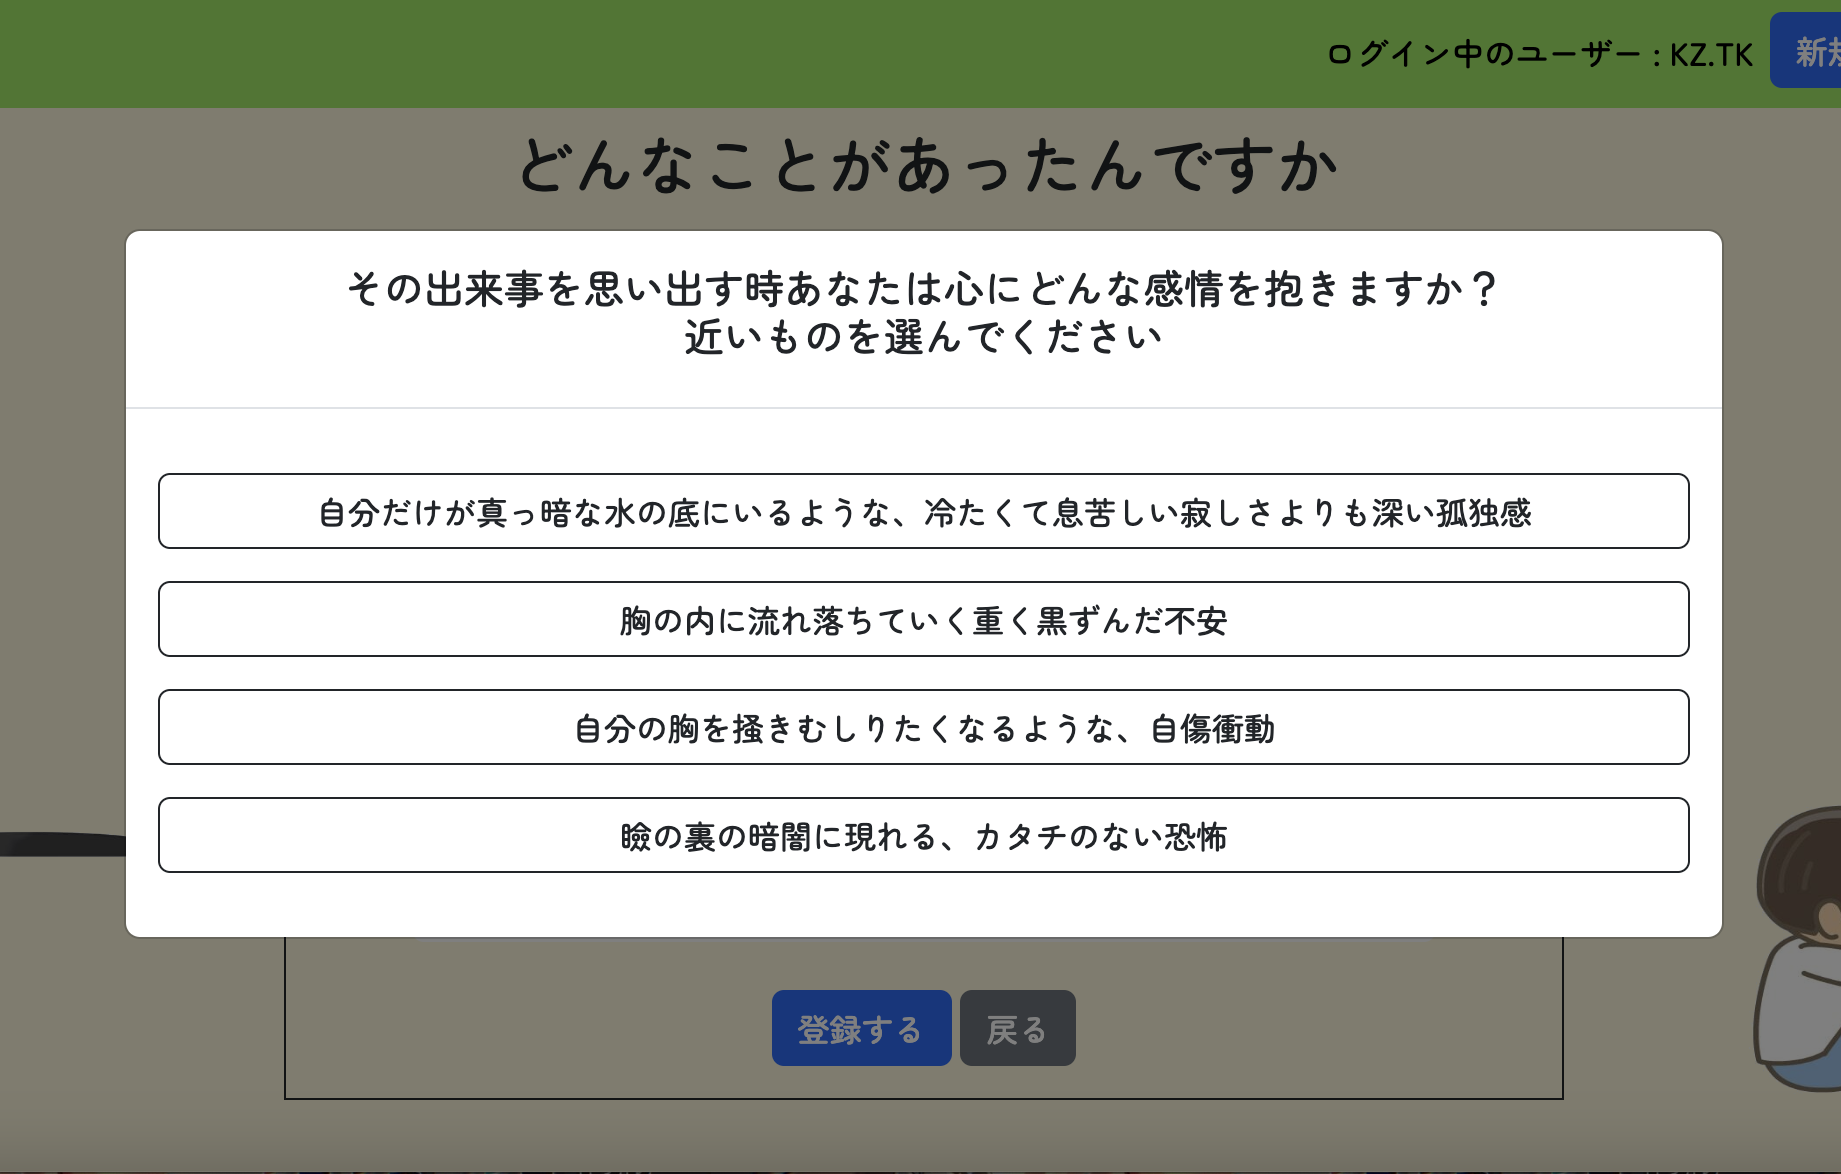 ログイン中のユーザー : KZ.TK
どんなことがあったんですか
その出来事を思い出す時あなたは心にどんな感情を抱きますか？
近いものを選んでください
自分だけが真っ暗な水の底にいるような、冷たくて息苦しい寂しさよりも深い孤独感
胸の内に流れ落ちていく重く黒ずんだ不安
自分の胸を掻きむしりたくなるような、自傷衝動
瞼の裏の暗闇に現れる、カタチのない恐怖
登録する
戻る